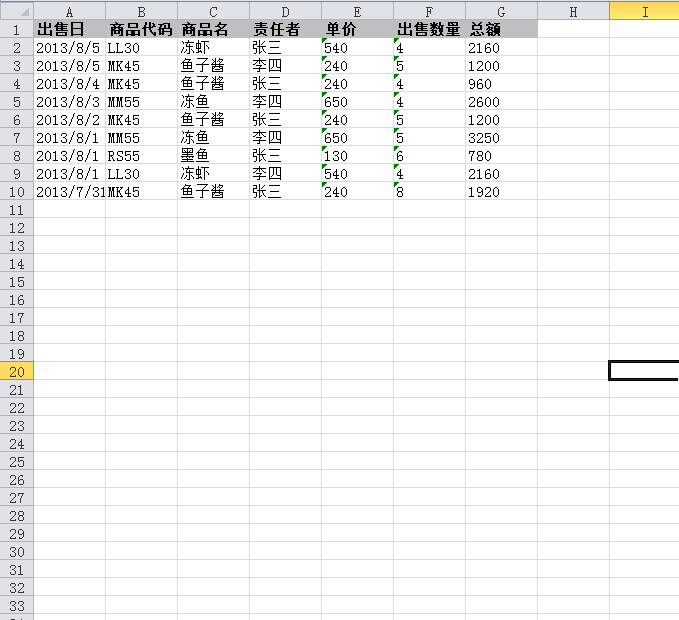 A B C D E F G H I
1 出售日 商品代码 商品名 责任者 单价 出售数量 总额
2 2013/8/5 LL30 冻虾 张三 540 4 2160
3 2013/8/5 MK45 鱼子酱 李四 240 5 1200
4 2013/8/4 MK45 鱼子酱 张三 240 4 960
5 2013/8/3 MM55 冻鱼 李四 650 4 2600
6 2013/8/2 MK45 鱼子酱 张三 240 5 1200
7 2013/8/1 MM55 冻鱼 李四 650 5 3250
8 2013/8/1 RS55 墨鱼 张三 130 6 780
9 2013/8/1 LL30 冻虾 李四 540 4 2160
10 2013/7/31 MK45 鱼子酱 张三 240 8 1920
11
12
13
14
15
16
17
18
19
20
21
22
23
24
25
26
27
28
29
30
31
32
33